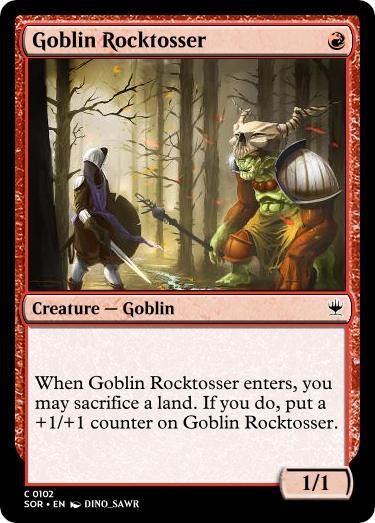 Goblin Rocktosser
Creature — Goblin
When Goblin Rocktosser enters, you
may sacrifice a land. If you do, put a
+1/+1 counter on Goblin Rocktosser.
1/1
C 0102
SOR • EN DINO_SAWR